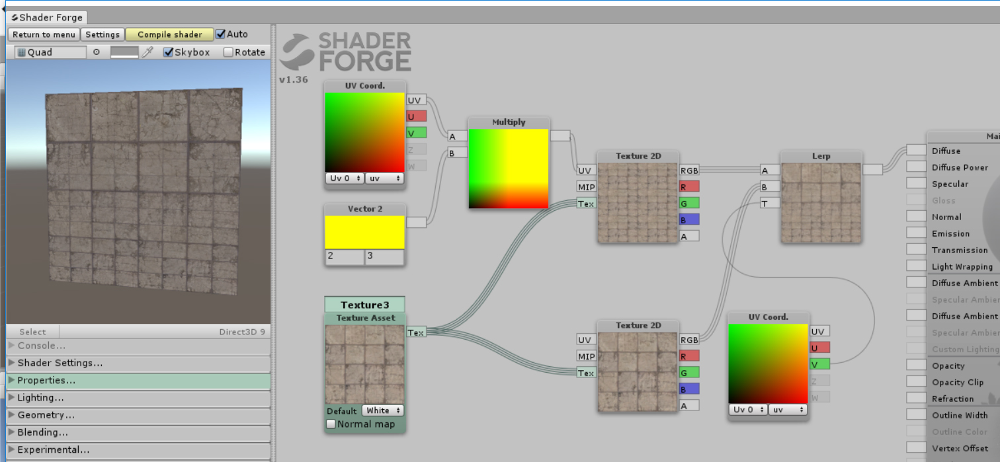 Shader Forge
Return to menu Settings Compile shader Auto
Quad Skybox Rotate
Select Direct3D 9
Console...
Shader Settings...
Properties...
Lighting...
Geometry...
Blending...
Experimental...
SHADER
FORGE
v1.36
UV Coord.
UV
U
V
Z
W
Uv 0 uv
Vector 2
2 3
Multiply
A
B
Texture3
Texture Asset
Tex
Default White
Normal map
Texture 2D
UV RGB
MIP R
Tex G
B
A
Texture 2D
UV RGB
MIP R
Tex G
B
A
Lerp
A
B
T
UV Coord.
UV
U
V
Z
W
Uv 0 uv
Mai
Diffuse
Diffuse Power
Specular
Gloss
Normal
Emission
Transmission
Light Wrapping
Diffuse Ambient
Specular Ambien
Diffuse Ambient
Specular Ambien
Custom Lighting
Opacity
Opacity Clip
Refraction
Outline Width
Outline Color
Vertex Offset